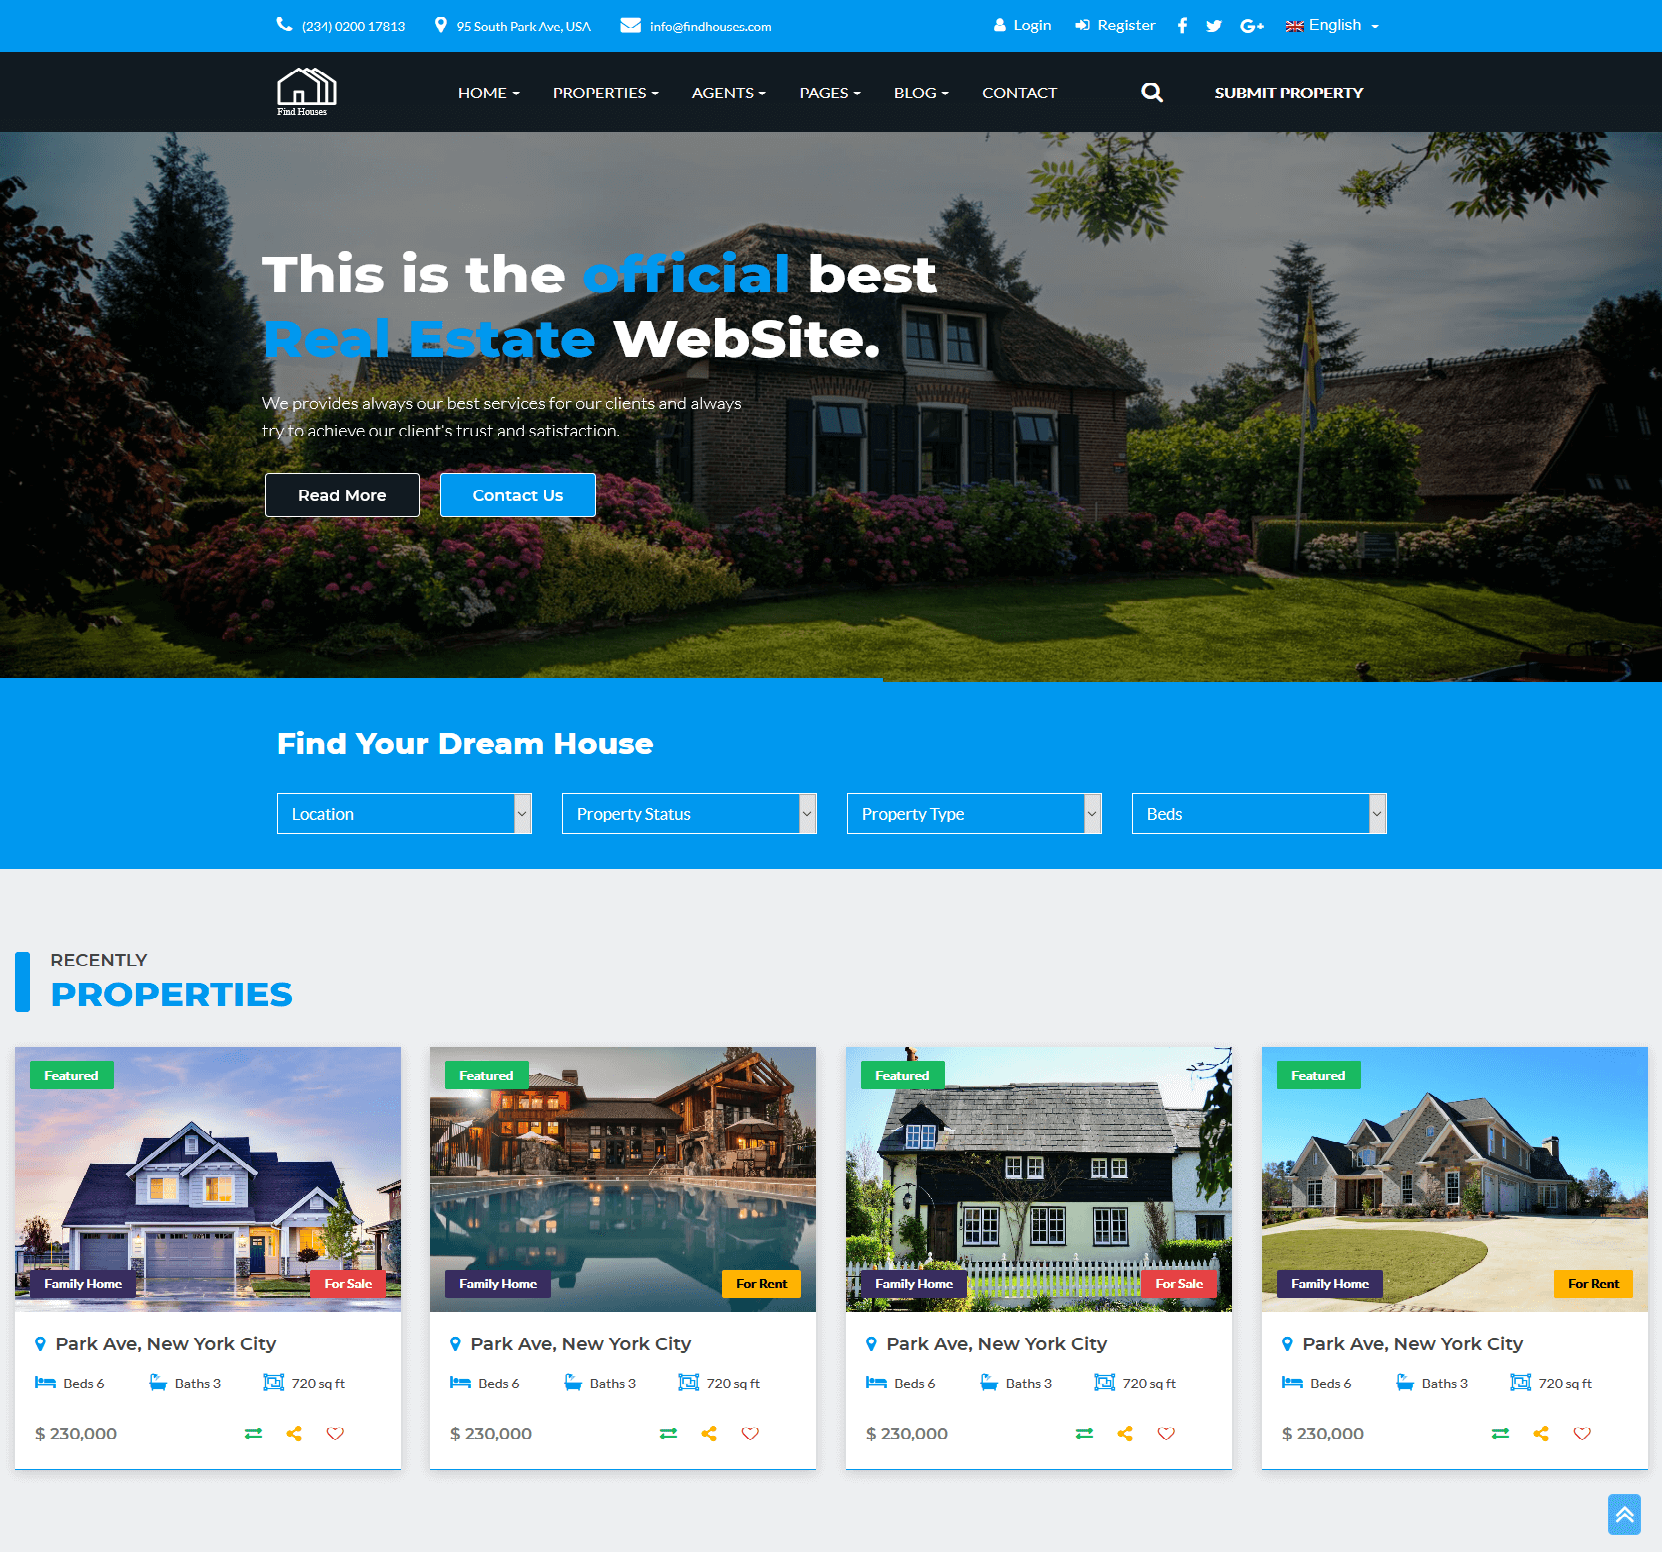 (234) 0200 17813 95 South Park Ave, USA info@findhouses.com Login Register English
Find Houses HOME PROPERTIES AGENTS PAGES BLOG CONTACT SUBMIT PROPERTY
This is the official best
Real Estate WebSite.
We provides always our best services for our clients and always
try to achieve our client's trust and satisfaction.
Read More Contact Us
Find Your Dream House
Location Property Status Property Type Beds
RECENTLY
PROPERTIES
Featured Featured Featured Featured
Family Home For Sale Family Home For Rent Family Home For Sale Family Home For Rent
Park Ave, New York City Park Ave, New York City Park Ave, New York City Park Ave, New York City
Beds 6 Baths 3 720 sq ft Beds 6 Baths 3 720 sq ft Beds 6 Baths 3 720 sq ft Beds 6 Baths 3 720 sq ft
$ 230,000 $ 230,000 $ 230,000 $ 230,000